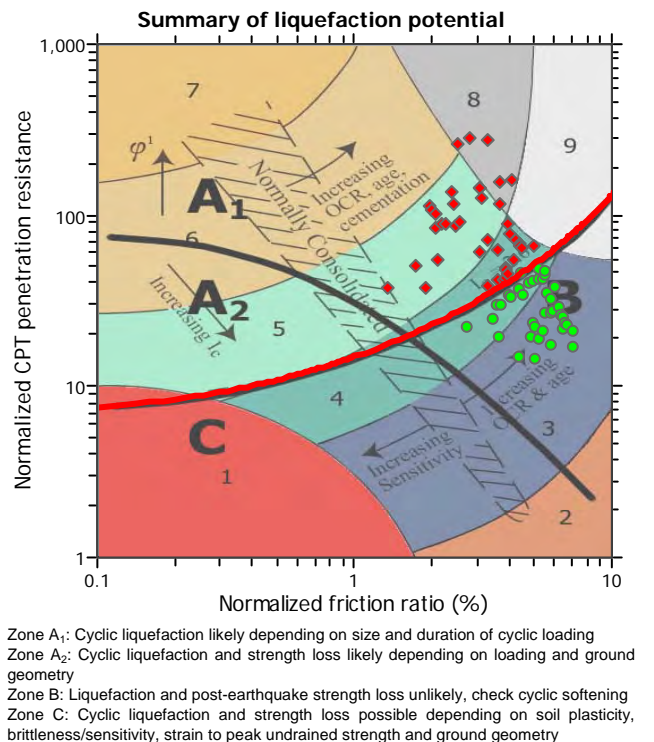 Summary of liquefaction potential
1,000
100
10
1
0.1
1
10
Normalized CPT penetration resistance
Normalized friction ratio (%)
7
8
9
φ¹
A₁
Normally Consolidated
Increasing
OCR- age,
cementation
6
A₂
Increasing Ic
5
B
4
Increasing
OCR & age
3
C
Increasing
Sensitivity
1
2
Zone A₁: Cyclic liquefaction likely depending on size and duration of cyclic loading
Zone A₂: Cyclic liquefaction and strength loss likely depending on loading and ground
geometry
Zone B: Liquefaction and post-earthquake strength loss unlikely, check cyclic softening
Zone C: Cyclic liquefaction and strength loss possible depending on soil plasticity,
brittleness/sensitivity, strain to peak undrained strength and ground geometry